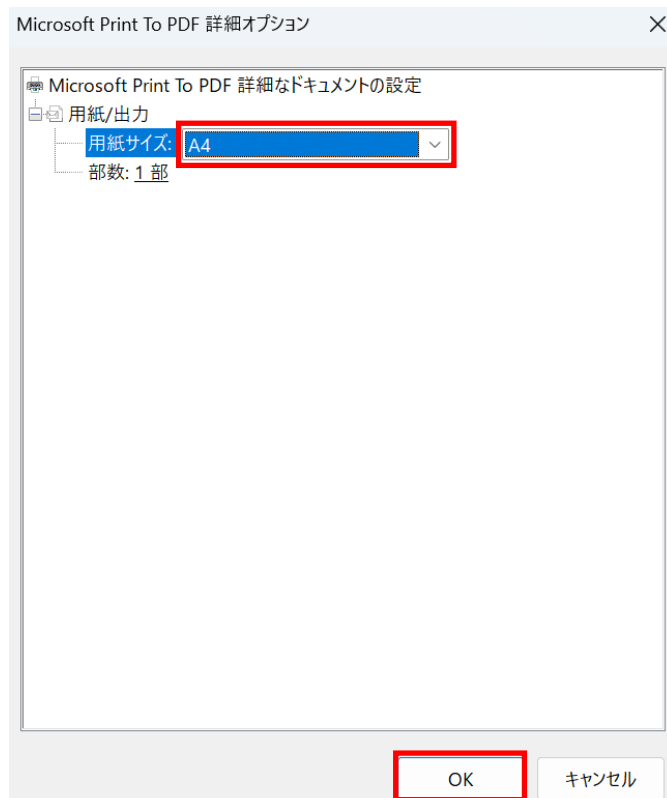 Microsoft Print To PDF 詳細オプション
Microsoft Print To PDF 詳細なドキュメントの設定
用紙/出力
用紙サイズ: A4
部数: 1 部
OK キャンセル